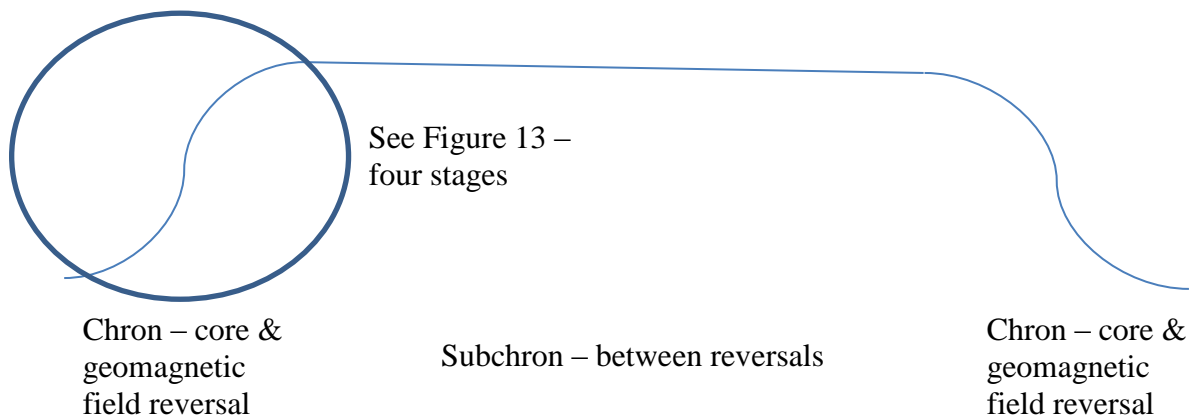 See Figure 13 –
four stages
Chron – core &
geomagnetic
field reversal
Subchron – between reversals
Chron – core &
geomagnetic
field reversal